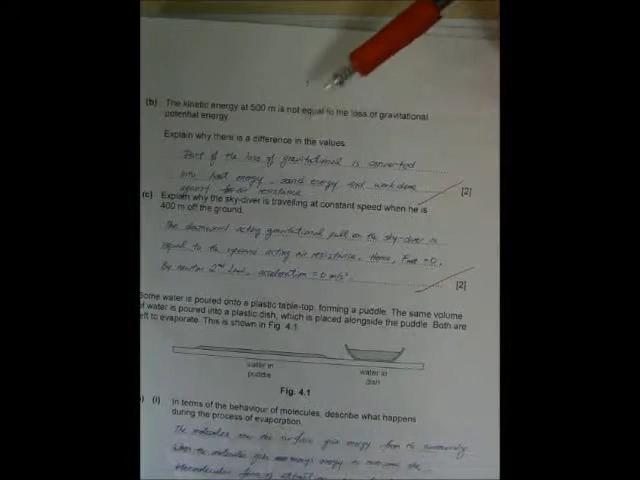 (b) The kinetic energy at 500 m is not equal to the loss of gravitational
potential energy.
Explain why there is a difference in the values.
Part of the loss of gravitational is converted
into heat energy, sound energy and work done
against air resistance [2]
(c) Explain why the sky-diver is travelling at constant speed when he is
400 m off the ground.
The downward acting gravitational pull on the sky-diver is
equal to the upward acting air resistance. Hence, Fnet = 0.
By newton 2nd Law, acceleration = 0 m/s².
[2]
Some water is poured onto a plastic table-top, forming a puddle. The same volume
of water is poured into a plastic dish, which is placed alongside the puddle. Both are
left to evaporate. This is shown in Fig. 4.1
water in
puddle
water in
dish
Fig. 4.1
(i) In terms of the behaviour of molecules, describe what happens
during the process of evaporation.
The molecules near the surface gain energy from the surrounding
When the molecules gain enough energy to overcome the
intermolecular force of